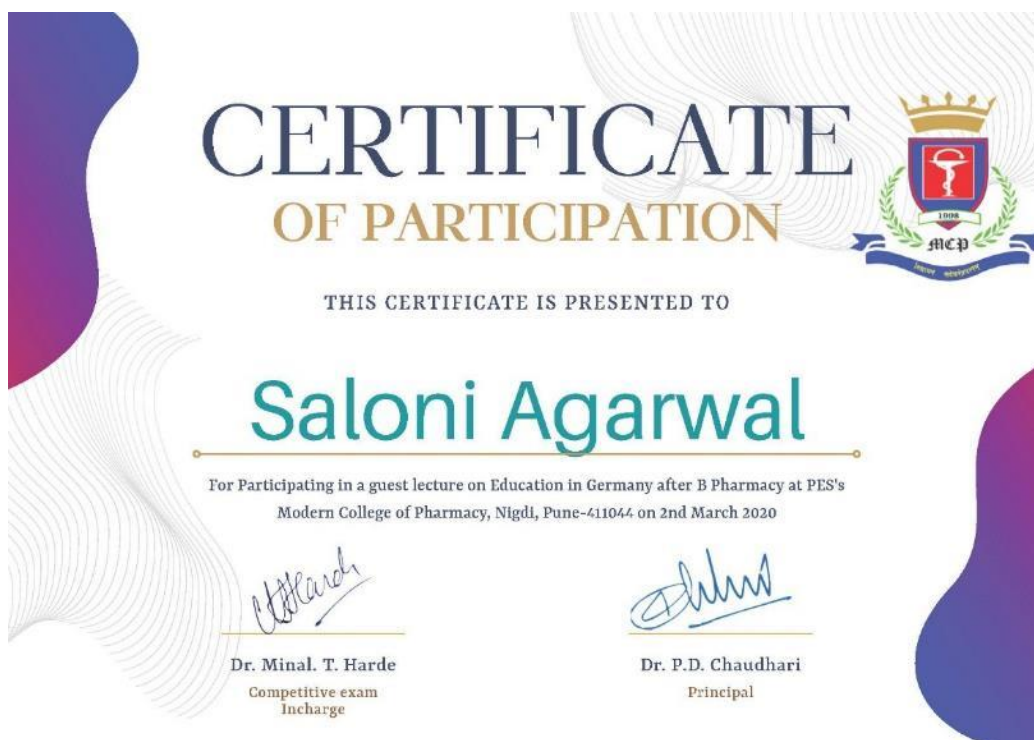 CERTIFICATE
OF PARTICIPATION
1998
MCP
THIS CERTIFICATE IS PRESENTED TO
Saloni Agarwal
For Participating in a guest lecture on Education in Germany after B Pharmacy at PES's
Modern College of Pharmacy, Nigdi, Pune-411044 on 2nd March 2020
Dr. Minal. T. Harde
Competitive exam
Incharge
Dr. P.D. Chaudhari
Principal